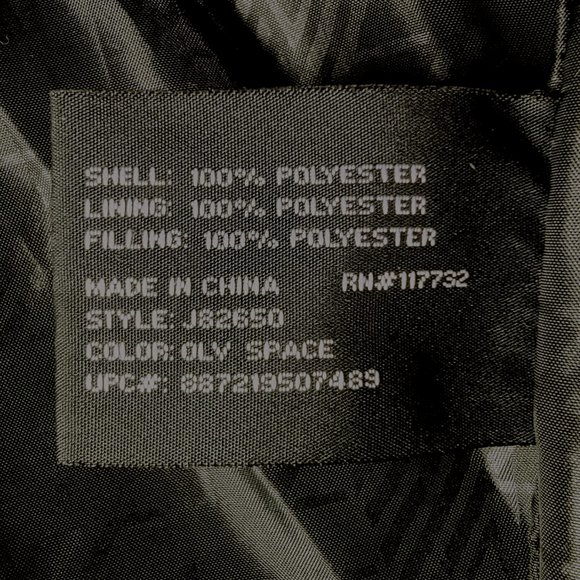 SHELL: 100% POLYESTER
LINING: 100% POLYESTER
FILLING: 100% POLYESTER
MADE IN CHINA RN#117732
STYLE: J82650
COLOR: OLV SPACE
UPC#: 887219507489